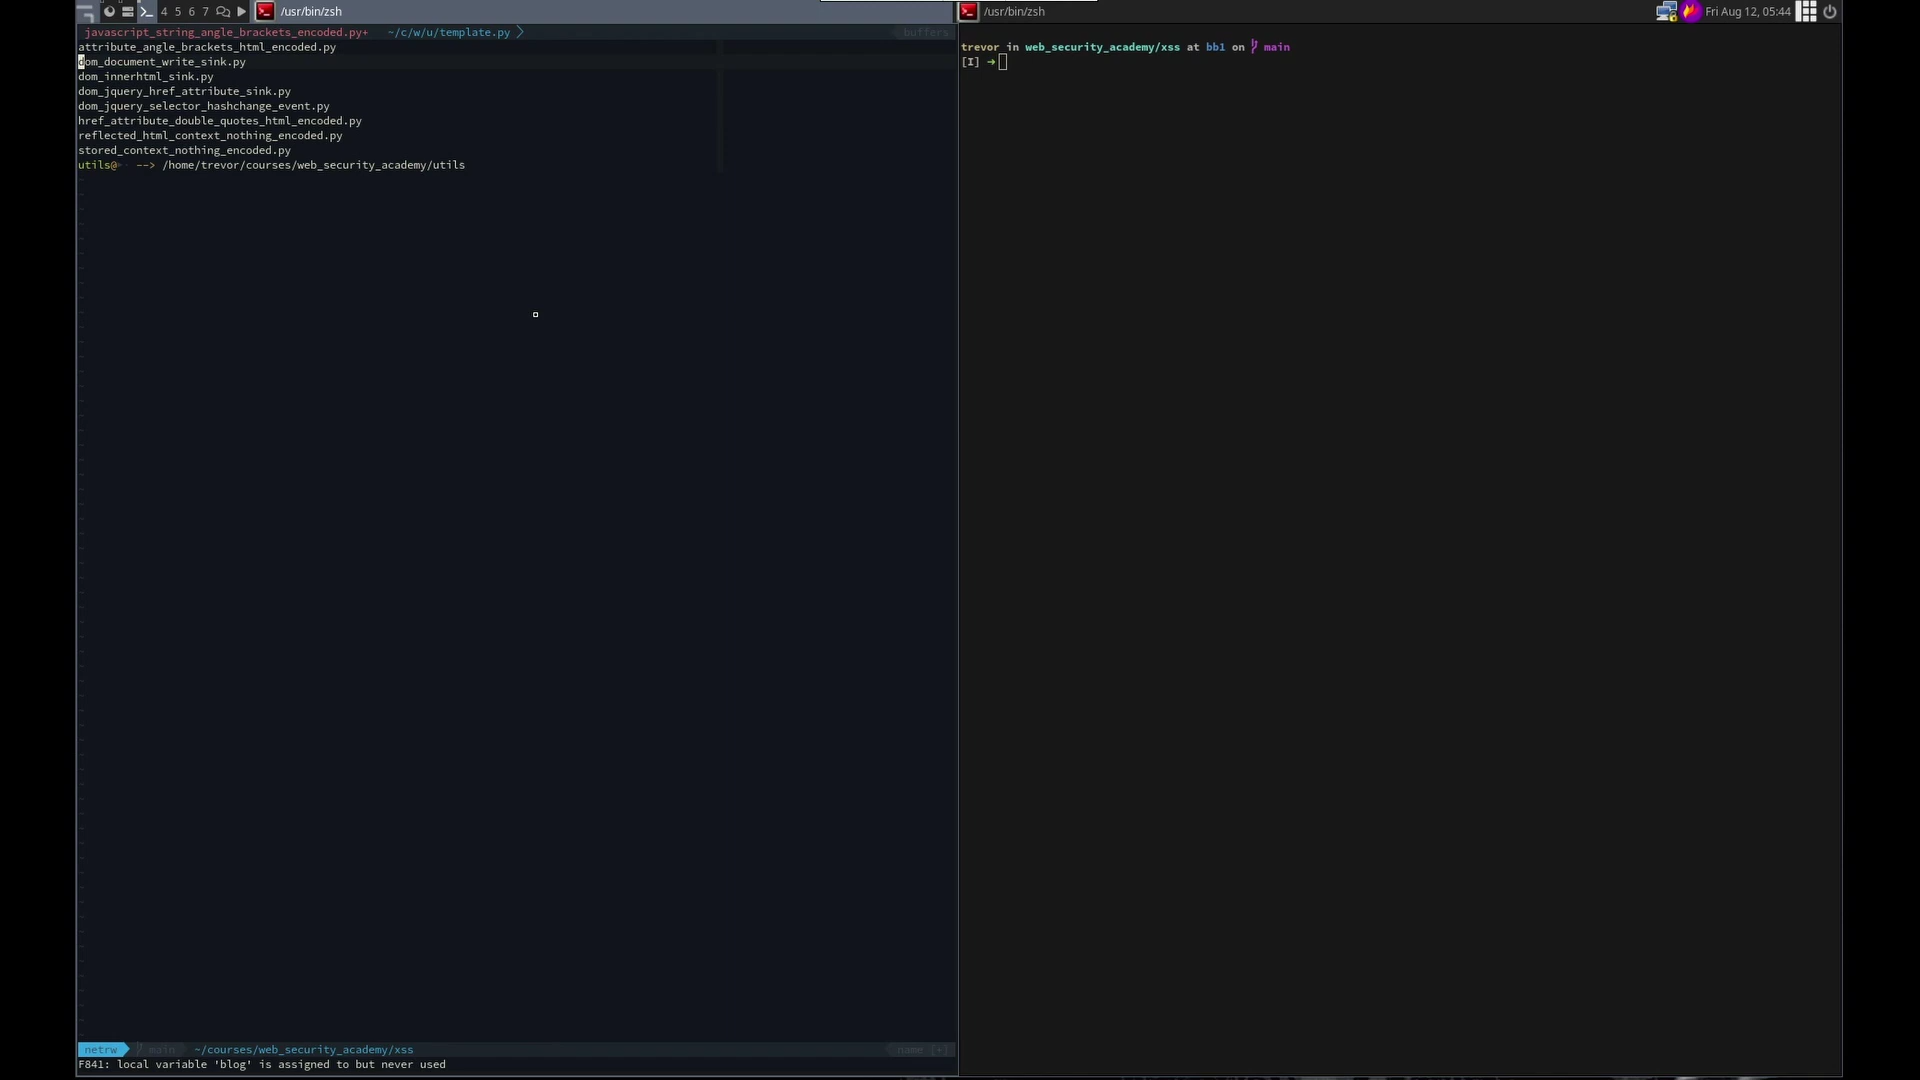 4 5 6 7 /usr/bin/zsh
/usr/bin/zsh
Fri Aug 12, 05:44
javascript_string_angle_brackets_encoded.py+ ~/c/w/u/template.py buffers
attribute_angle_brackets_html_encoded.py
dom_document_write_sink.py
dom_innerhtml_sink.py
dom_jquery_href_attribute_sink.py
dom_jquery_selector_hashchange_event.py
href_attribute_double_quotes_html_encoded.py
reflected_html_context_nothing_encoded.py
stored_context_nothing_encoded.py
utils@ --> /home/trevor/courses/web_security_academy/utils
netrw main ~/courses/web_security_academy/xss name [+]
F841: local variable 'blog' is assigned to but never used
trevor in web_security_academy/xss at bb1 on main
[I] →